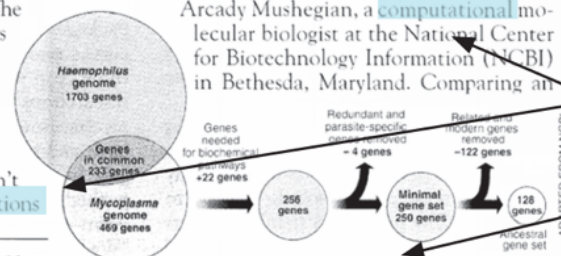 he
s
Arcady Mushegian, a computational mo-
lecular biologist at the National Center
for Biotechnology Information (NCBI)
in Bethesda, Maryland. Comparing an
Haemophilus
genome
1703 genes
Genes
in common
233 genes
Mycoplasma
genome
469 genes
n't
tions
Genes
needed
for biochemical
pathways
+22 genes
256
genes
Redundant and
parasite-specific
genes removed
– 4 genes
Minimal
gene set
250 genes
Related
modern genes
removed
–122 genes
128
genes
Ancestral
gene set